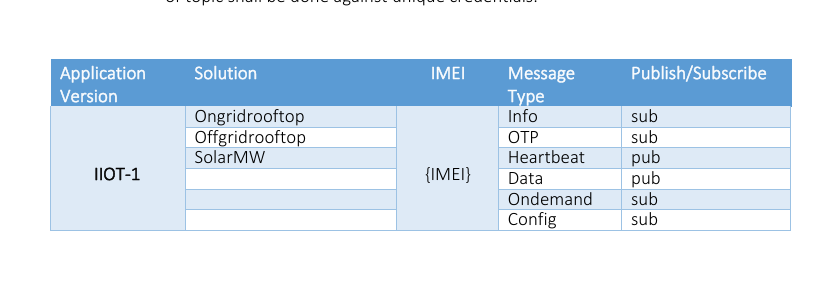 of topic shall be done against unique credentials.
Application Version Solution IMEI Message Type Publish/Subscribe
Ongridrooftop Info sub
Offgridrooftop OTP sub
SolarMW Heartbeat pub
IIOT-1 {IMEI} Data pub
Ondemand sub
Config sub